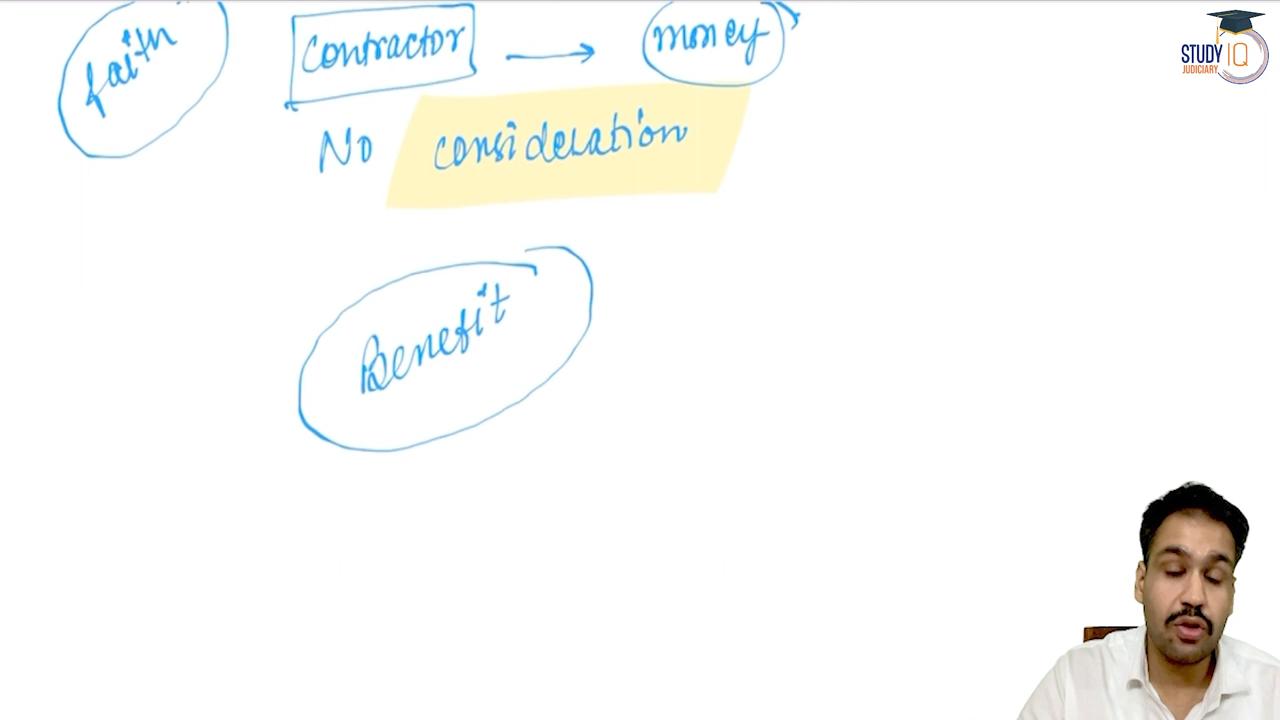 faith
contractor → money
No consideration
Benefit
STUDY IQ
JUDICIARY